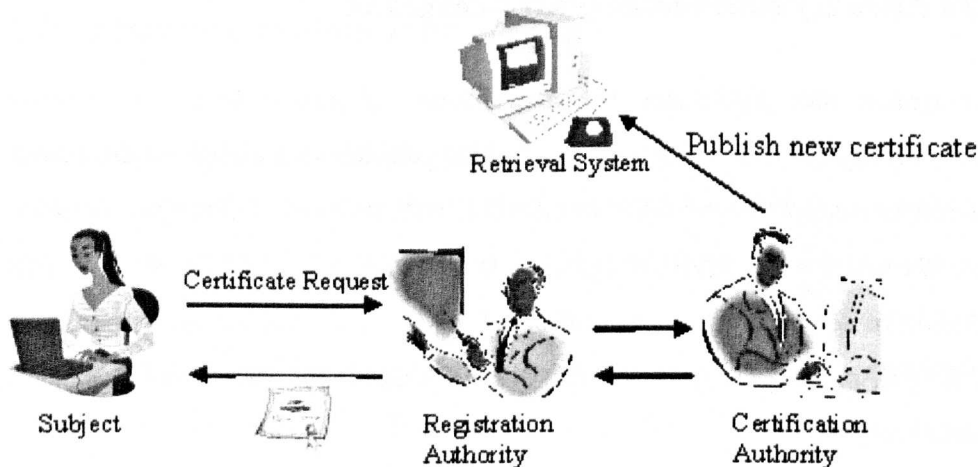 Retrieval System
Publish new certificate
Certificate Request
Subject
Registration
Authority
Certification
Authority